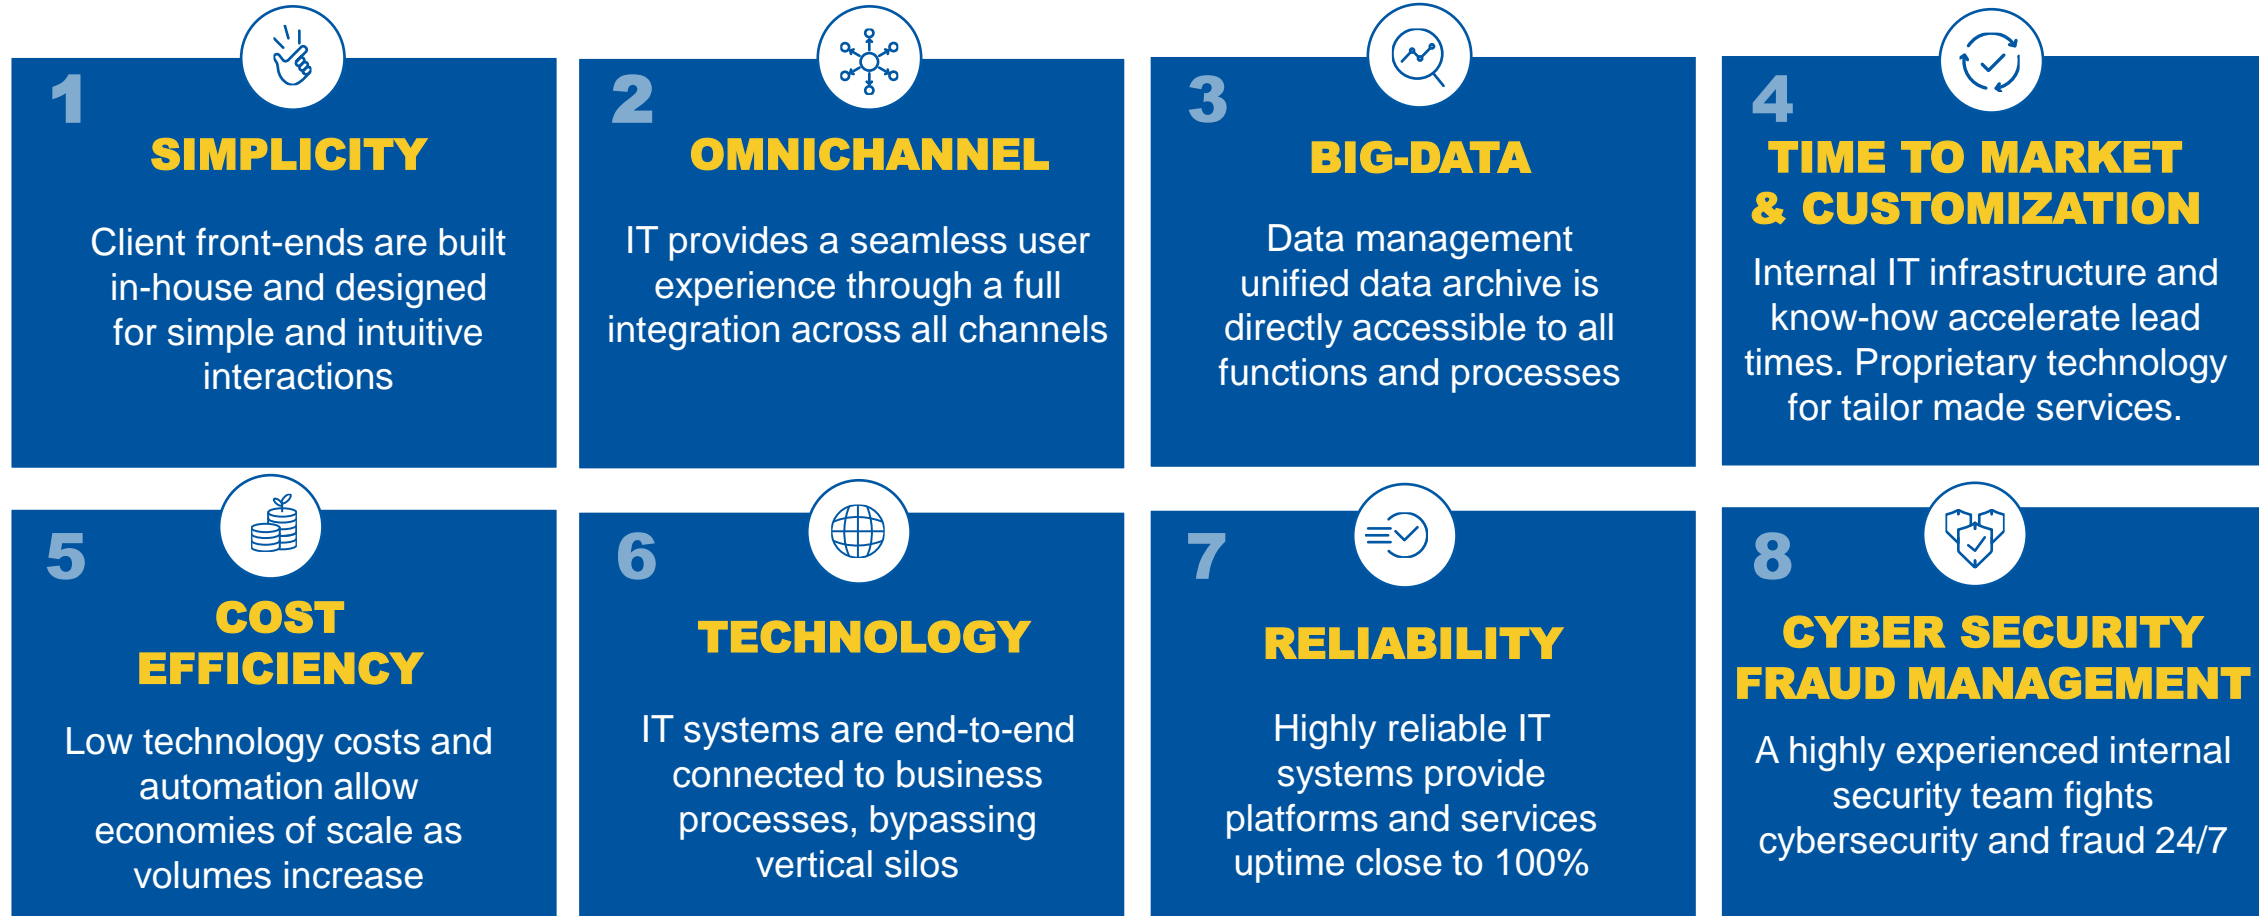 1
SIMPLICITY
Client front-ends are built
in-house and designed
for simple and intuitive
interactions
2
OMNICHANNEL
IT provides a seamless user
experience through a full
integration across all channels
3
BIG-DATA
Data management
unified data archive is
directly accessible to all
functions and processes
4
TIME TO MARKET
& CUSTOMIZATION
Internal IT infrastructure and
know-how accelerate lead
times. Proprietary technology
for tailor made services.
5
COST
EFFICIENCY
Low technology costs and
automation allow
economies of scale as
volumes increase
6
TECHNOLOGY
IT systems are end-to-end
connected to business
processes, bypassing
vertical silos
7
RELIABILITY
Highly reliable IT
systems provide
platforms and services
uptime close to 100%
8
CYBER SECURITY
FRAUD MANAGEMENT
A highly experienced internal
security team fights
cybersecurity and fraud 24/7